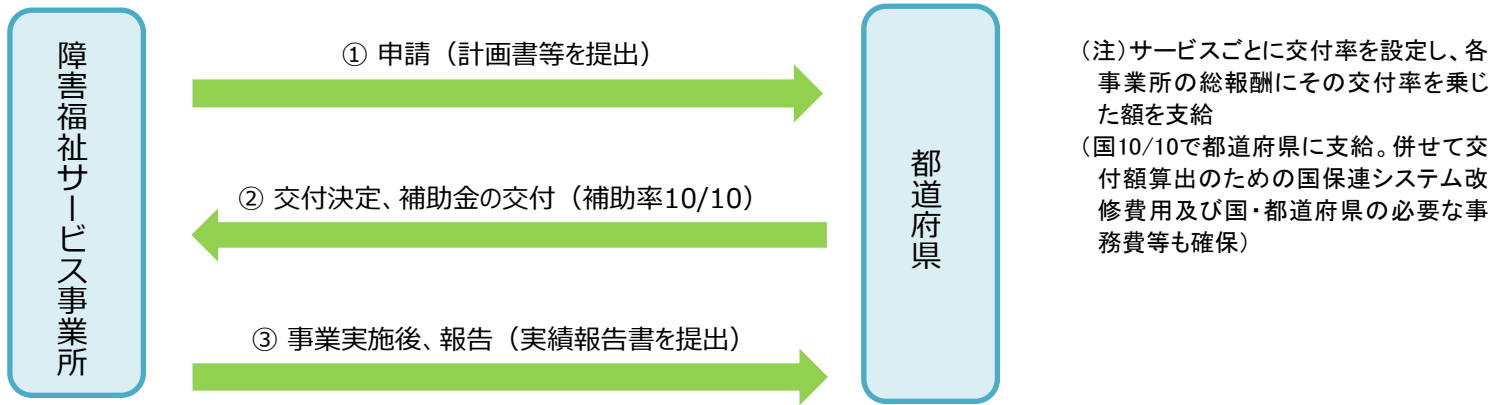 障害福祉サービス事業所
① 申請（計画書等を提出）
② 交付決定、補助金の交付（補助率10/10）
③ 事業実施後、報告（実績報告書を提出）
都道府県
（注）サービスごとに交付率を設定し、各
事業所の総報酬にその交付率を乗じ
た額を支給
（国10/10で都道府県に支給。併せて交
付額算出のための国保連システム改
修費用及び国・都道府県の必要な事
務費等も確保）